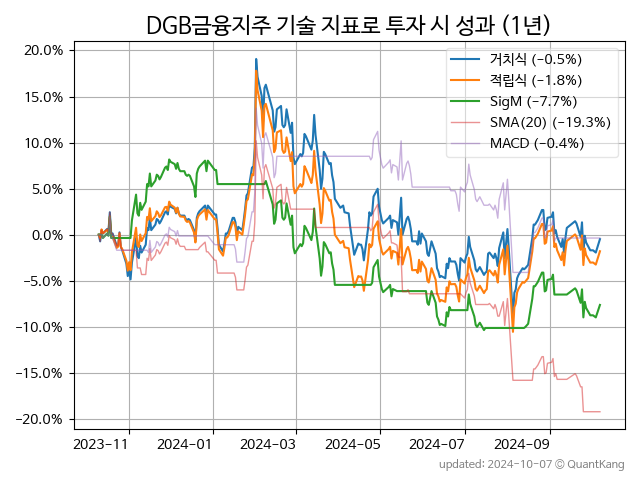 DGB금융지주 기술 지표로 투자 시 성과 (1년)
거치식 (−0.5%)
적립식 (−1.8%)
SigM (−7.7%)
SMA(20) (−19.3%)
MACD (−0.4%)
20.0%
15.0%
10.0%
5.0%
0.0%
−5.0%
−10.0%
−15.0%
−20.0%
2023-11
2024-01
2024-03
2024-05
2024-07
2024-09
updated: 2024-10-07 © QuantKang